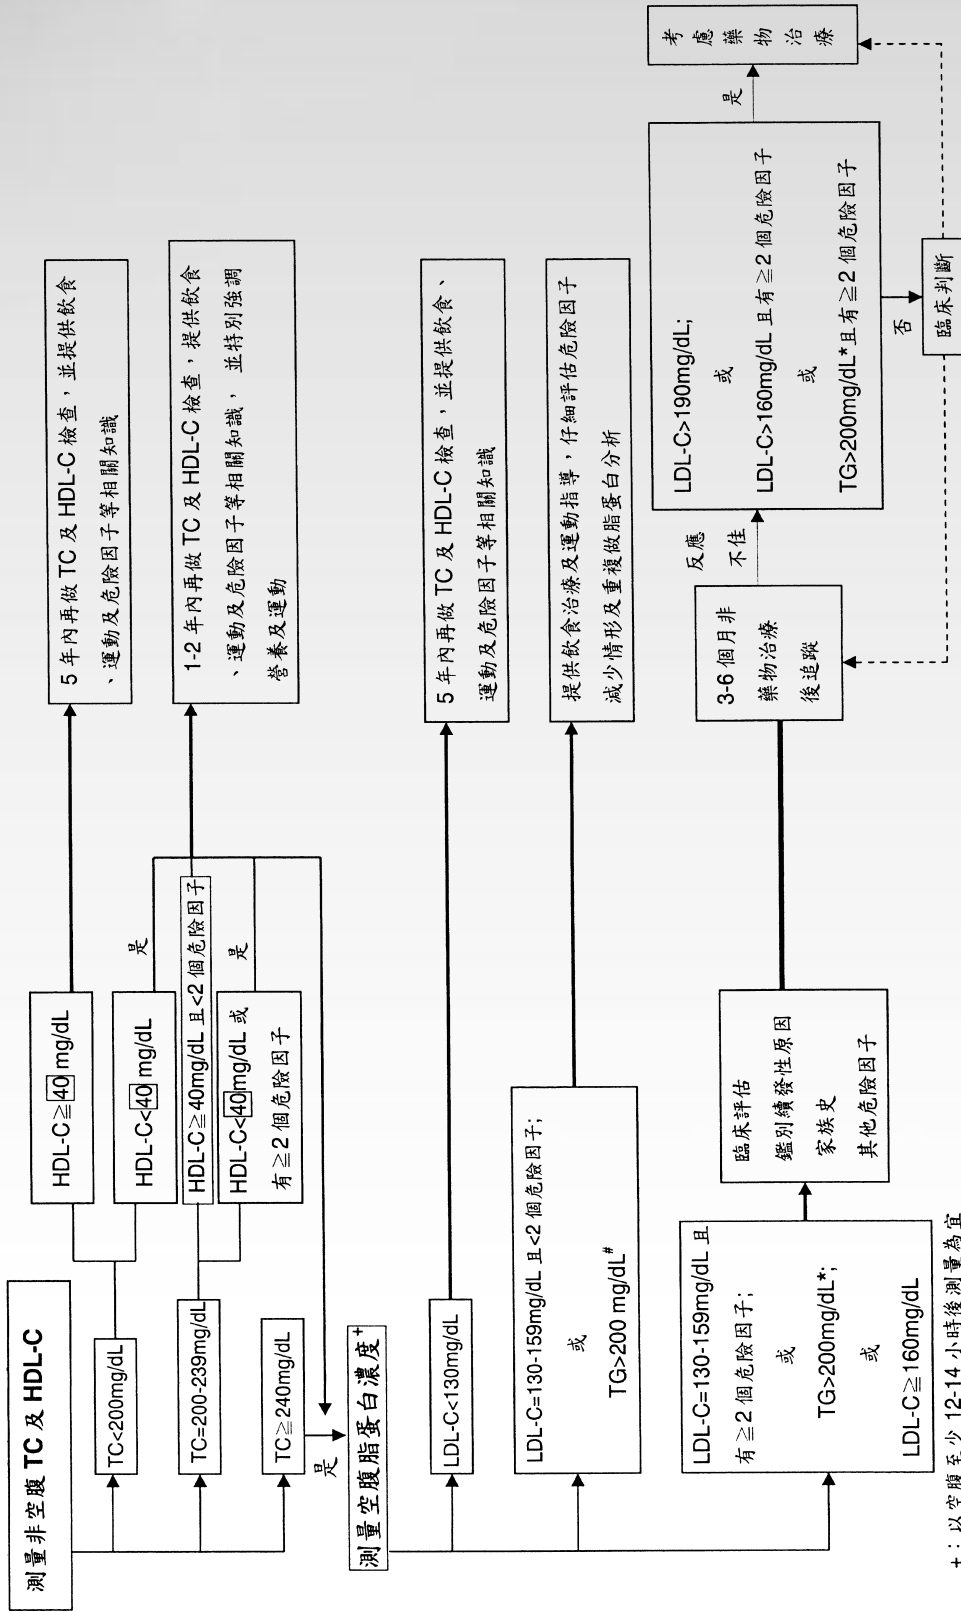 測量非空腹 TC 及 HDL-C
TC<200mg/dL
HDL-C≧40 mg/dL
5 年內再做 TC 及 HDL-C 檢查，並提供飲食
、運動及危險因子等相關知識
HDL-C<40 mg/dL
是
TC=200-239mg/dL
HDL-C≧40mg/dL 且<2 個危險因子
1-2 年內再做 TC 及 HDL-C 檢查，提供飲食
、運動及危險因子等相關知識， 並特別強調
營養及運動
HDL-C<40mg/dL 或
有≧2 個危險因子
是
TC≧240mg/dL
是
測量空腹脂蛋白濃度+
LDL-C<130mg/dL
5 年內再做 TC 及 HDL-C 檢查，並提供飲食、
運動及危險因子等相關知識
LDL-C=130-159mg/dL 且<2 個危險因子;
或
TG>200 mg/dL#
提供飲食治療及運動指導，仔細評估危險因子
減少情形及重複做脂蛋白分析
LDL-C=130-159mg/dL 且
有≧2 個危險因子;
或
TG>200mg/dL*;
或
LDL-C≧160mg/dL
臨床評估
鑑別續發性原因
家族史
其他危險因子
3-6 個月非
藥物治療
後追蹤
反應
不佳
LDL-C>190mg/dL;
或
LDL-C>160mg/dL 且有≧2 個危險因子
或
TG>200mg/dL*且有≧2 個危險因子
是
考慮藥物治療
否
臨床判斷
+：以空腹至少 12-14 小時後測量為宜